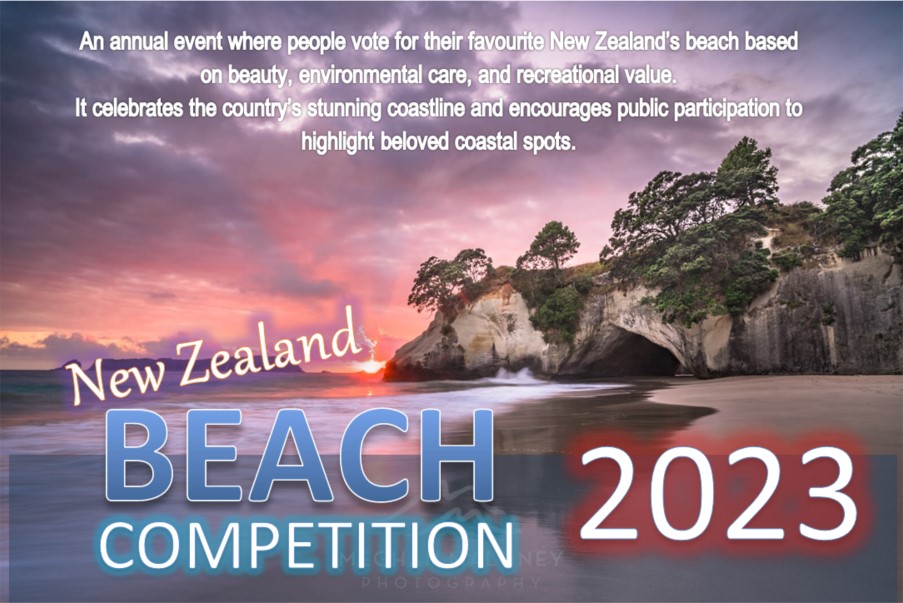 An annual event where people vote for their favourite New Zealand's beach based
on beauty, environmental care, and recreational value.
It celebrates the country's stunning coastline and encourages public participation to
highlight beloved coastal spots.
New Zealand
BEACH
2023
COMPETITION
PHOTOGRAPHY